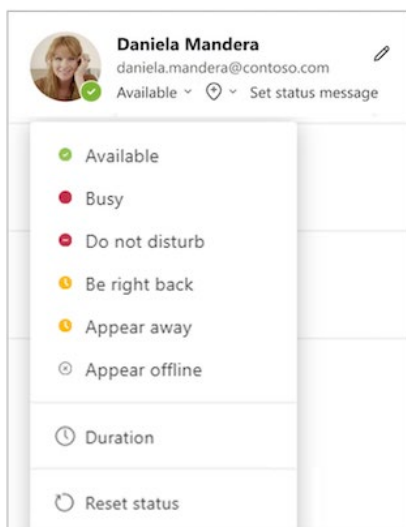 Daniela Mandera
daniela.mandera@contoso.com
Available Set status message
Available
Busy
Do not disturb
Be right back
Appear away
Appear offline
Duration
Reset status